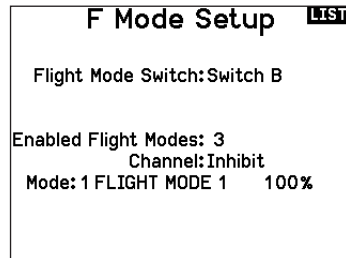 F Mode Setup LIST
Flight Mode Switch: Switch B
Enabled Flight Modes: 3
Channel: Inhibit
Mode: 1 FLIGHT MODE 1 100%